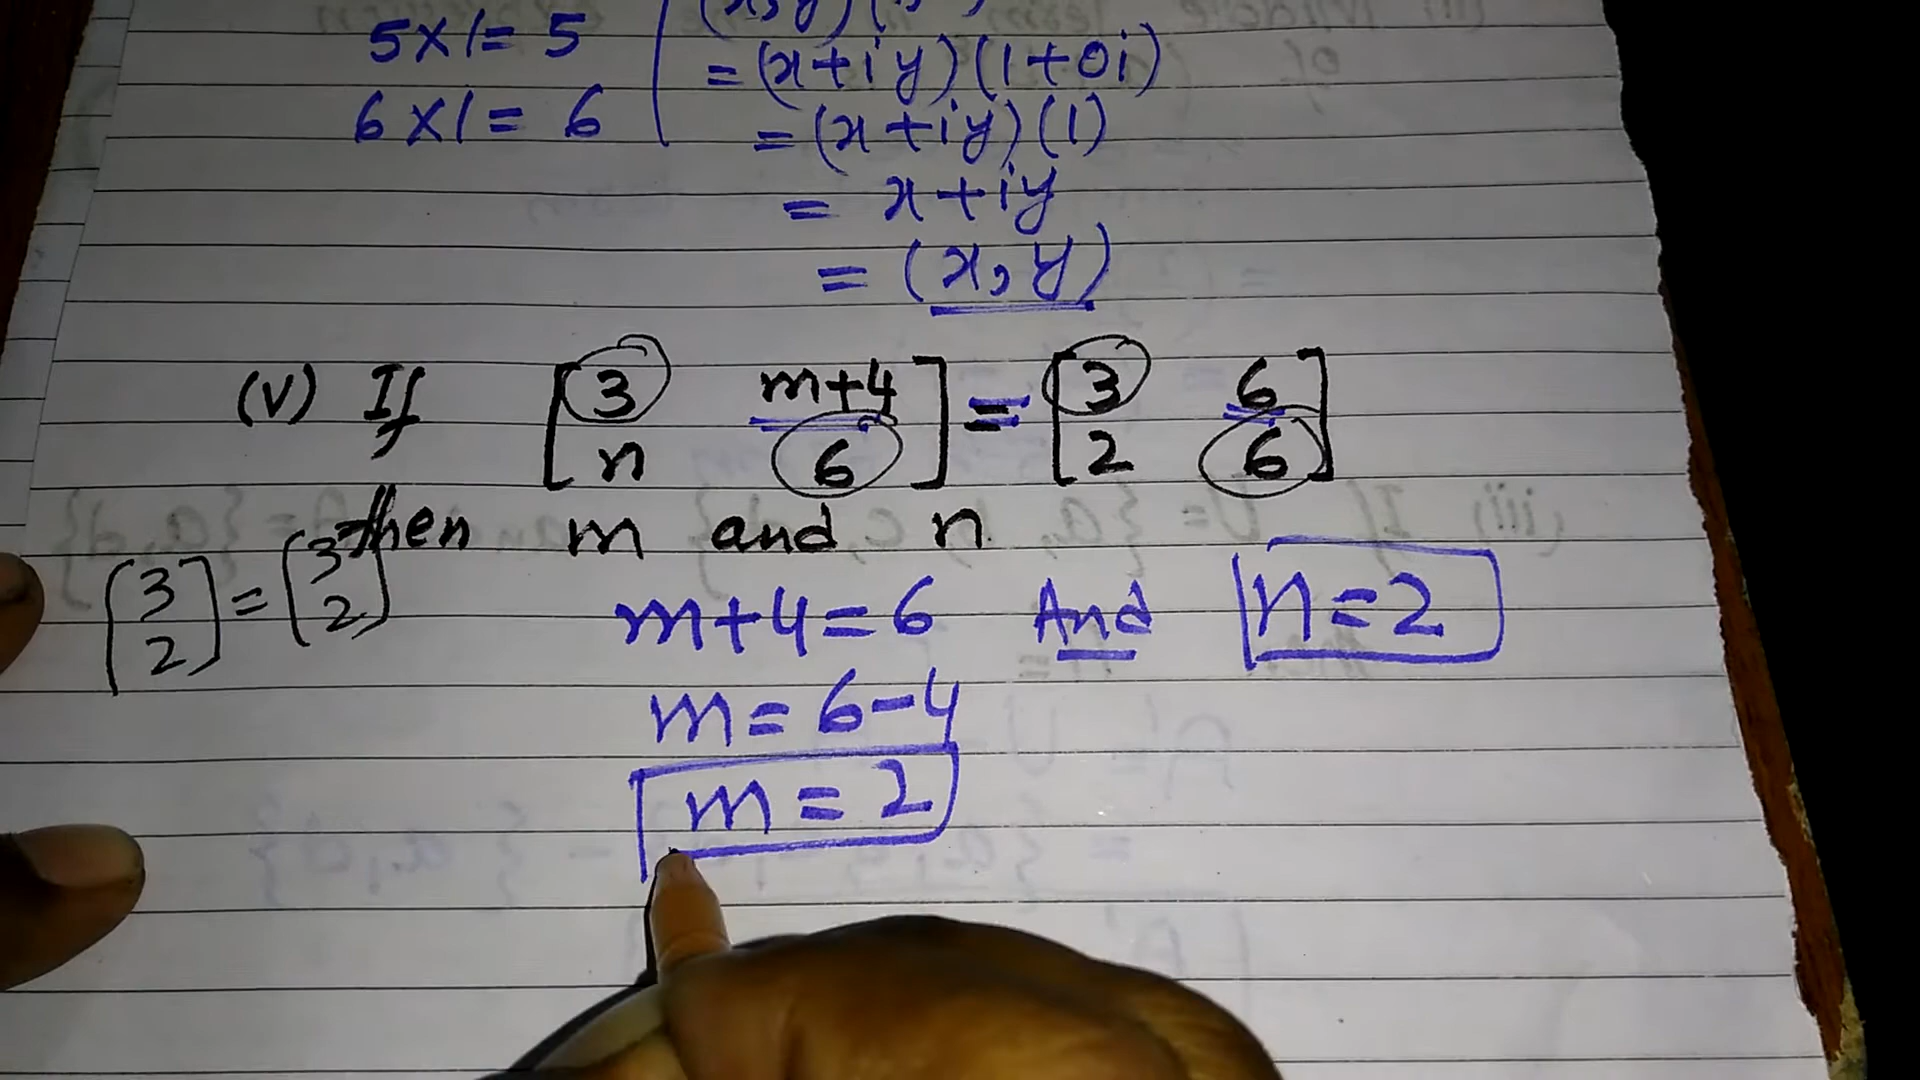 5×1=5
6×1=6
=(x+iy)(1+0i)
=(x+iy)(1)
= x+iy
= (x,y)
(v) If [3 m+4] = [3 6]
[n 6] [2 6]
then m and n.
[3] = [3]
[2] [2]
m+4=6 And n=2
m=6-4
m=2